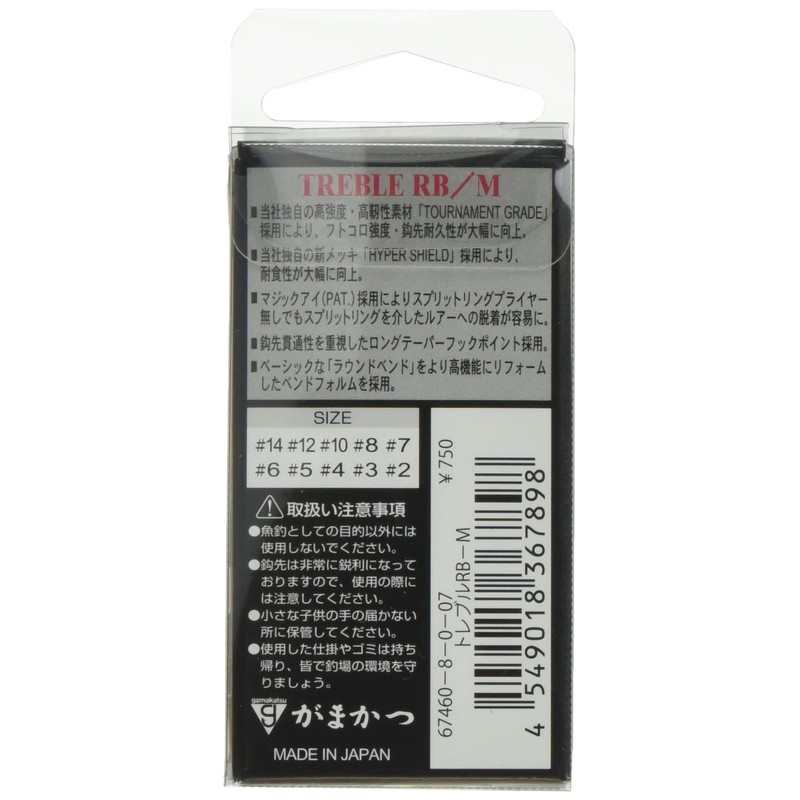 TREBLE RB/M
■当社独自の高強度・高靭性素材「TOURNAMENT GRADE」
採用により、フトコロ強度・鈎先耐久性が大幅に向上。
■当社独自の新メッキ「HYPER SHIELD」採用により、
耐食性が大幅に向上。
■マジックアイ(PAT.)採用によりスプリットリングプライヤー
無しでもスプリットリングを介したルアーへの脱着が容易に。
■鈎先貫通性を重視したロングテーパーフックポイント採用。
■ベーシックな「ラウンドベンド」をより高機能にリフォーム
したベンドフォルムを採用。
SIZE
#14 #12 #10 #8 #7
#6 #5 #4 #3 #2
⚠取扱い注意事項
●魚釣としての目的以外には
使用しないでください。
●鈎先は非常に鋭利になって
おりますので、使用の際に
は注意してください。
●小さな子供の手の届かない
所に保管してください。
●使用した仕掛やゴミは持ち
帰り、皆で釣場の環境を守
りましょう。
gamakatsu
がまかつ
MADE IN JAPAN
¥750
67460-8-0-07
トレブルRB-M
4 549018 367898